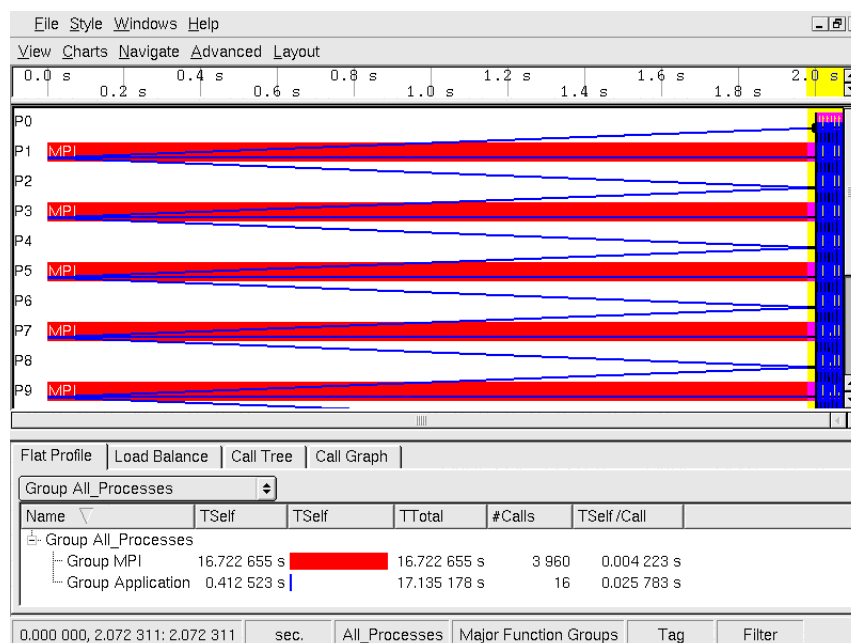 File Style Windows Help
View Charts Navigate Advanced Layout
0.0 s 0.4 s 0.8 s 1.2 s 1.6 s 2.0 s
0.2 s 0.6 s 1.0 s 1.4 s 1.8 s
P0
P1 MPI
P2
P3 MPI
P4
P5 MPI
P6
P7 MPI
P8
P9 MPI
Flat Profile Load Balance Call Tree Call Graph
Group All_Processes
Name TSelf TSelf TTotal #Calls TSelf/Call
Group All_Processes
Group MPI 16.722 655 s 16.722 655 s 3 960 0.004 223 s
Group Application 0.412 523 s 17.135 178 s 16 0.025 783 s
0.000 000, 2.072 311: 2.072 311 sec. All_Processes Major Function Groups Tag Filter